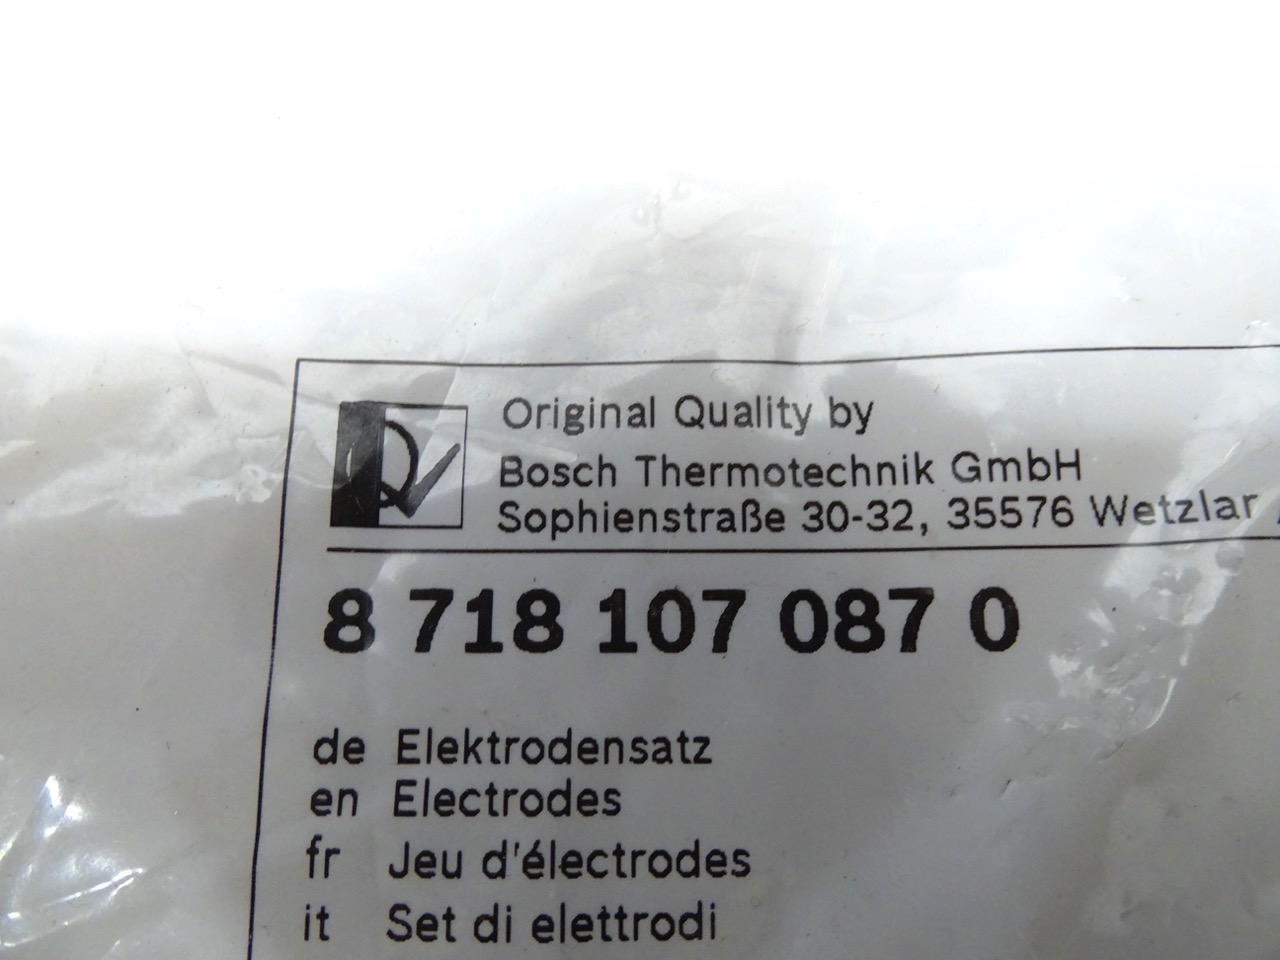 Original Quality by
Bosch Thermotechnik GmbH
Sophienstraße 30-32, 35576 Wetzlar
8 718 107 087 0
de Elektrodensatz
en Electrodes
fr Jeu d'électrodes
it Set di elettrodi